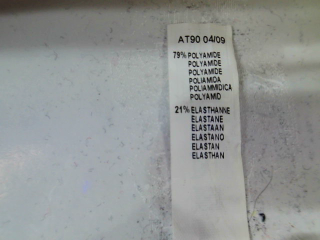 AT90 04/09
79% POLYAMIDE
POLYAMIDE
POLYAMIDE
POLIAMIDA
POLIAMMIDICA
POLYAMID
21% ELASTHANNE
ELASTANE
ELASTAAN
ELASTANO
ELASTAN
ELASTHAN